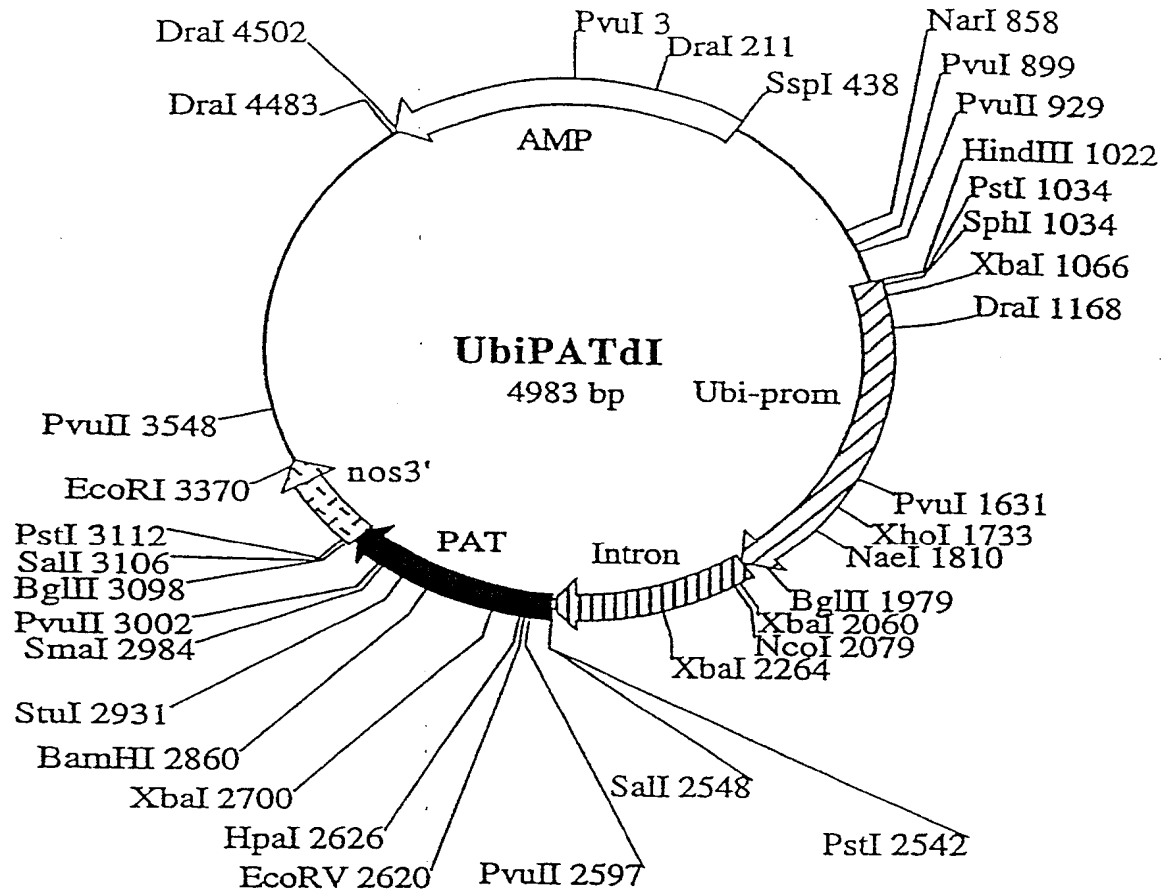 DraI 4502
DraI 4483
PvuI 3
DraI 211
SspI 438
NarI 858
PvuI 899
PvuII 929
HindIII 1022
PstI 1034
SphI 1034
XbaI 1066
DraI 1168
AMP
UbiPATdI
4983 bp
Ubi-prom
PvuI 1631
XhoI 1733
NaeI 1810
BglII 1979
XbaI 2060
NcoI 2079
XbaI 2264
Intron
PstI 2542
SalI 2548
PvuII 2597
EcoRV 2620
HpaI 2626
XbaI 2700
BamHI 2860
StuI 2931
SmaI 2984
PvuII 3002
BglII 3098
SalI 3106
PstI 3112
PAT
nos3'
EcoRI 3370
PvuII 3548